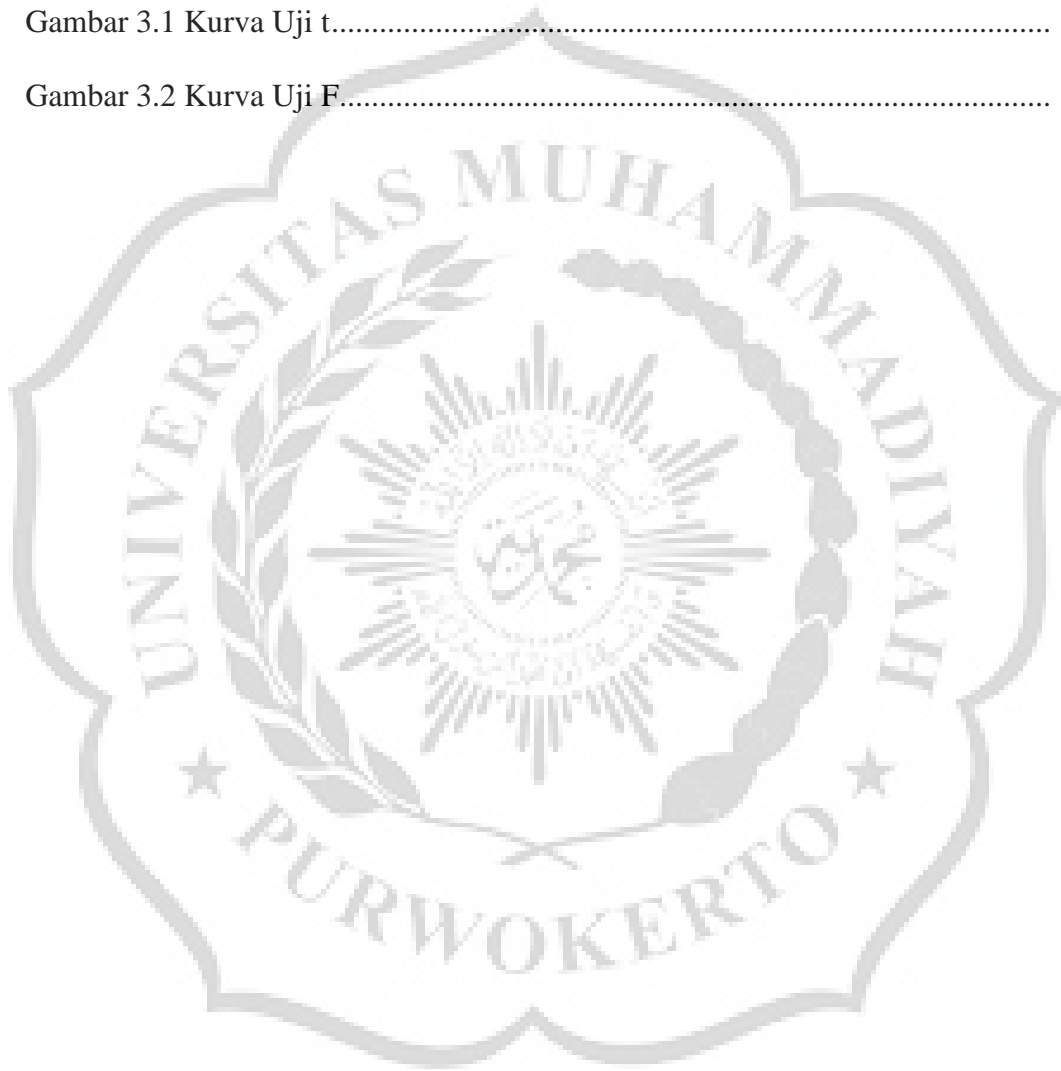 Gambar 3.1 Kurva Uji t..........................................................................................
Gambar 3.2 Kurva Uji F.........................................................................................
UNIVERSITAS MUHAMMADIYAH
★ PURWOKERTO ★